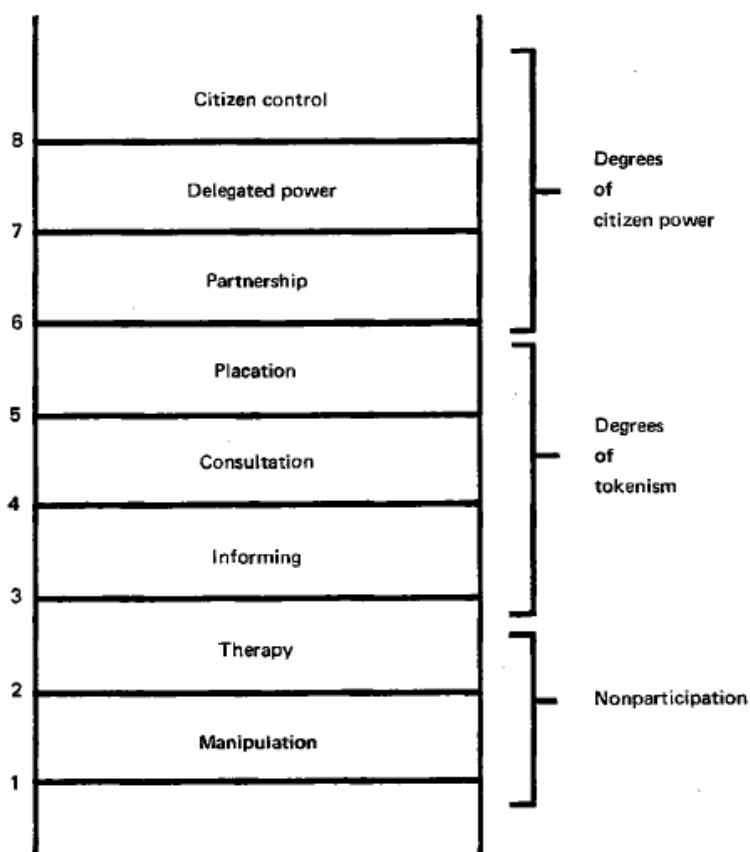 Citizen control
8
Delegated power
7
Partnership
6
Placation
5
Consultation
4
Informing
3
Therapy
2
Manipulation
1
Degrees
of
citizen power
Degrees
of
tokenism
Nonparticipation